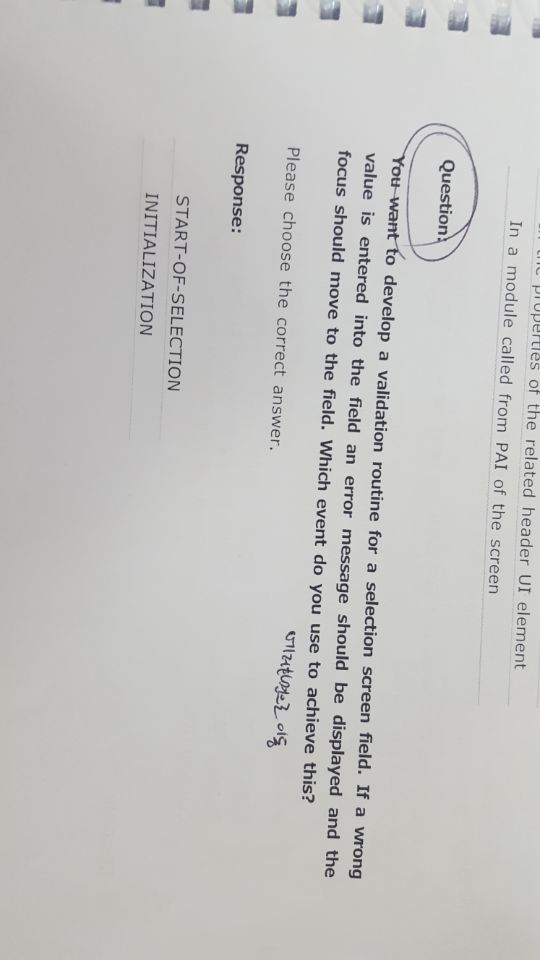 properties of the related header UI element
In a module called from PAI of the screen
Question:
You want to develop a validation routine for a selection screen field. If a wrong
value is entered into the field an error message should be displayed and the
focus should move to the field. Which event do you use to achieve this?
Please choose the correct answer.
Response:
START-OF-SELECTION
INITIALIZATION